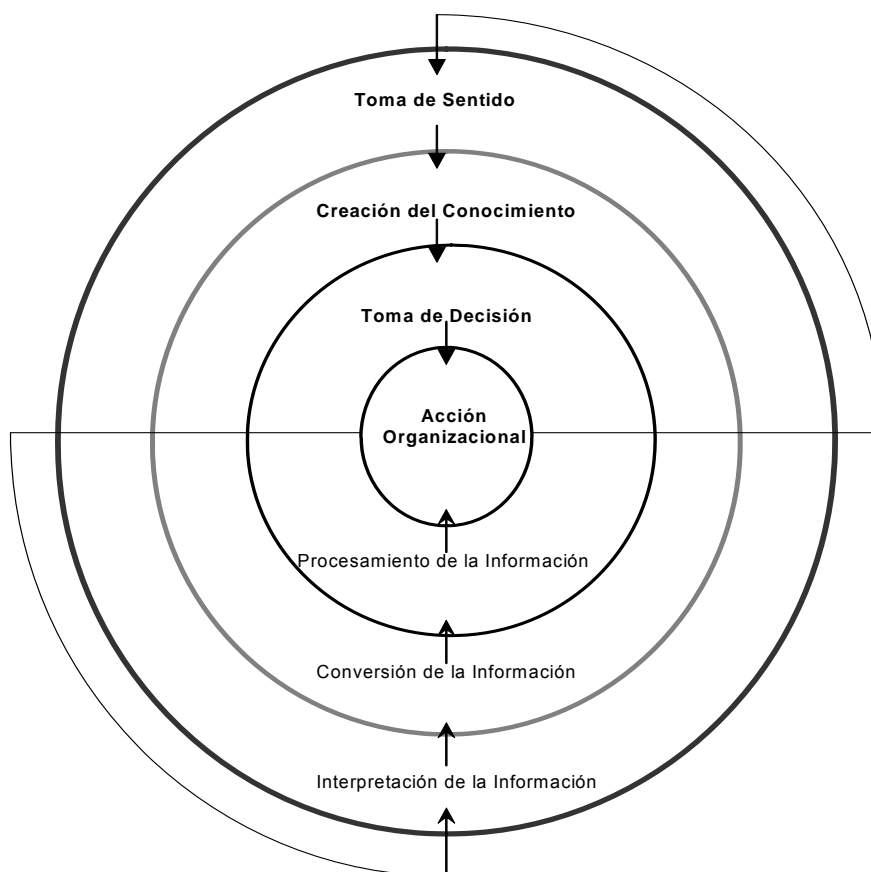 Toma de Sentido
Creación del Conocimiento
Toma de Decisión
Acción
Organizacional
Procesamiento de la Información
Conversión de la Información
Interpretación de la Información